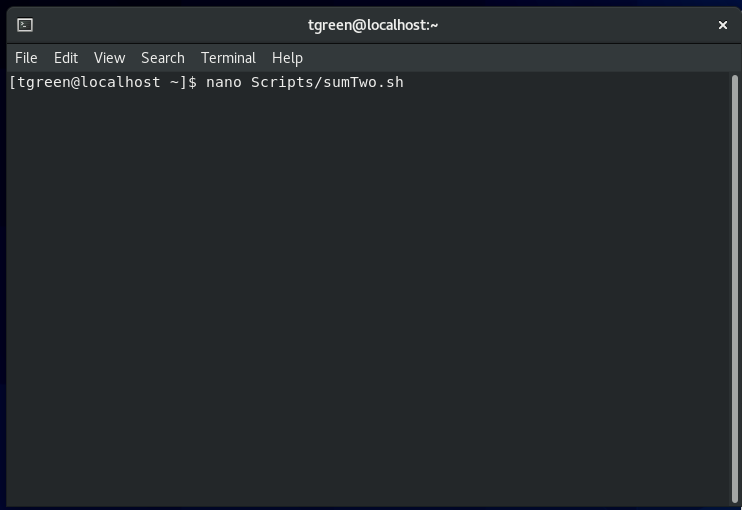 tgreen@localhost:~
File Edit View Search Terminal Help
[tgreen@localhost ~]$ nano Scripts/sumTwo.sh